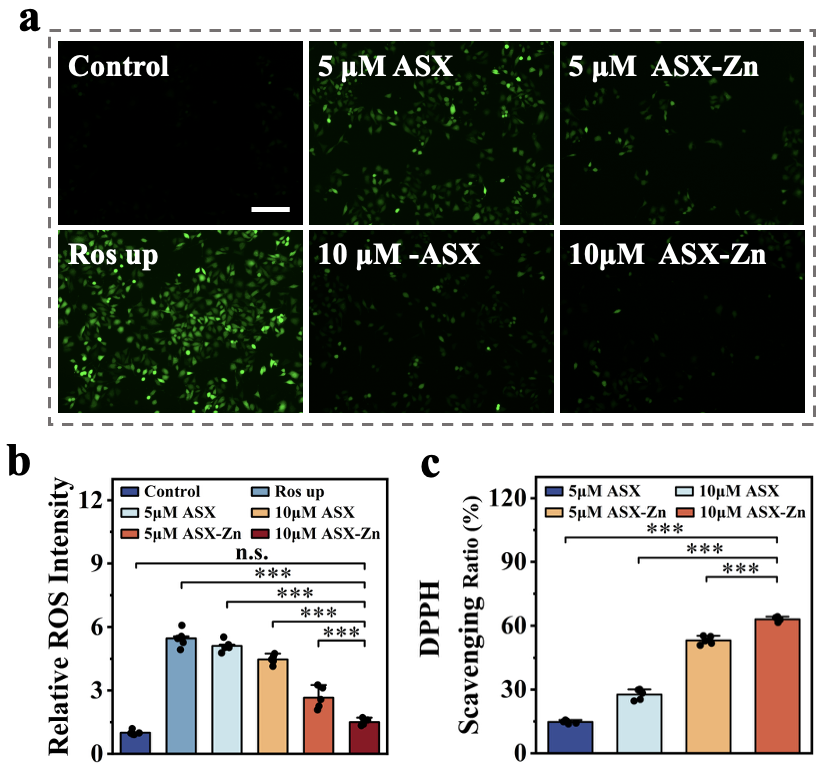 a
Control
5 μM ASX
5 μM ASX-Zn
Ros up
10 μM -ASX
10μM ASX-Zn
b
Relative ROS Intensity
12
9
6
3
0
Control
Ros up
5μM ASX
10μM ASX
5μM ASX-Zn
10μM ASX-Zn
n.s.
***
***
***
***
c
DPPH
Scavenging Ratio (%)
120
90
60
30
0
5μM ASX
10μM ASX
5μM ASX-Zn
10μM ASX-Zn
***
***
***